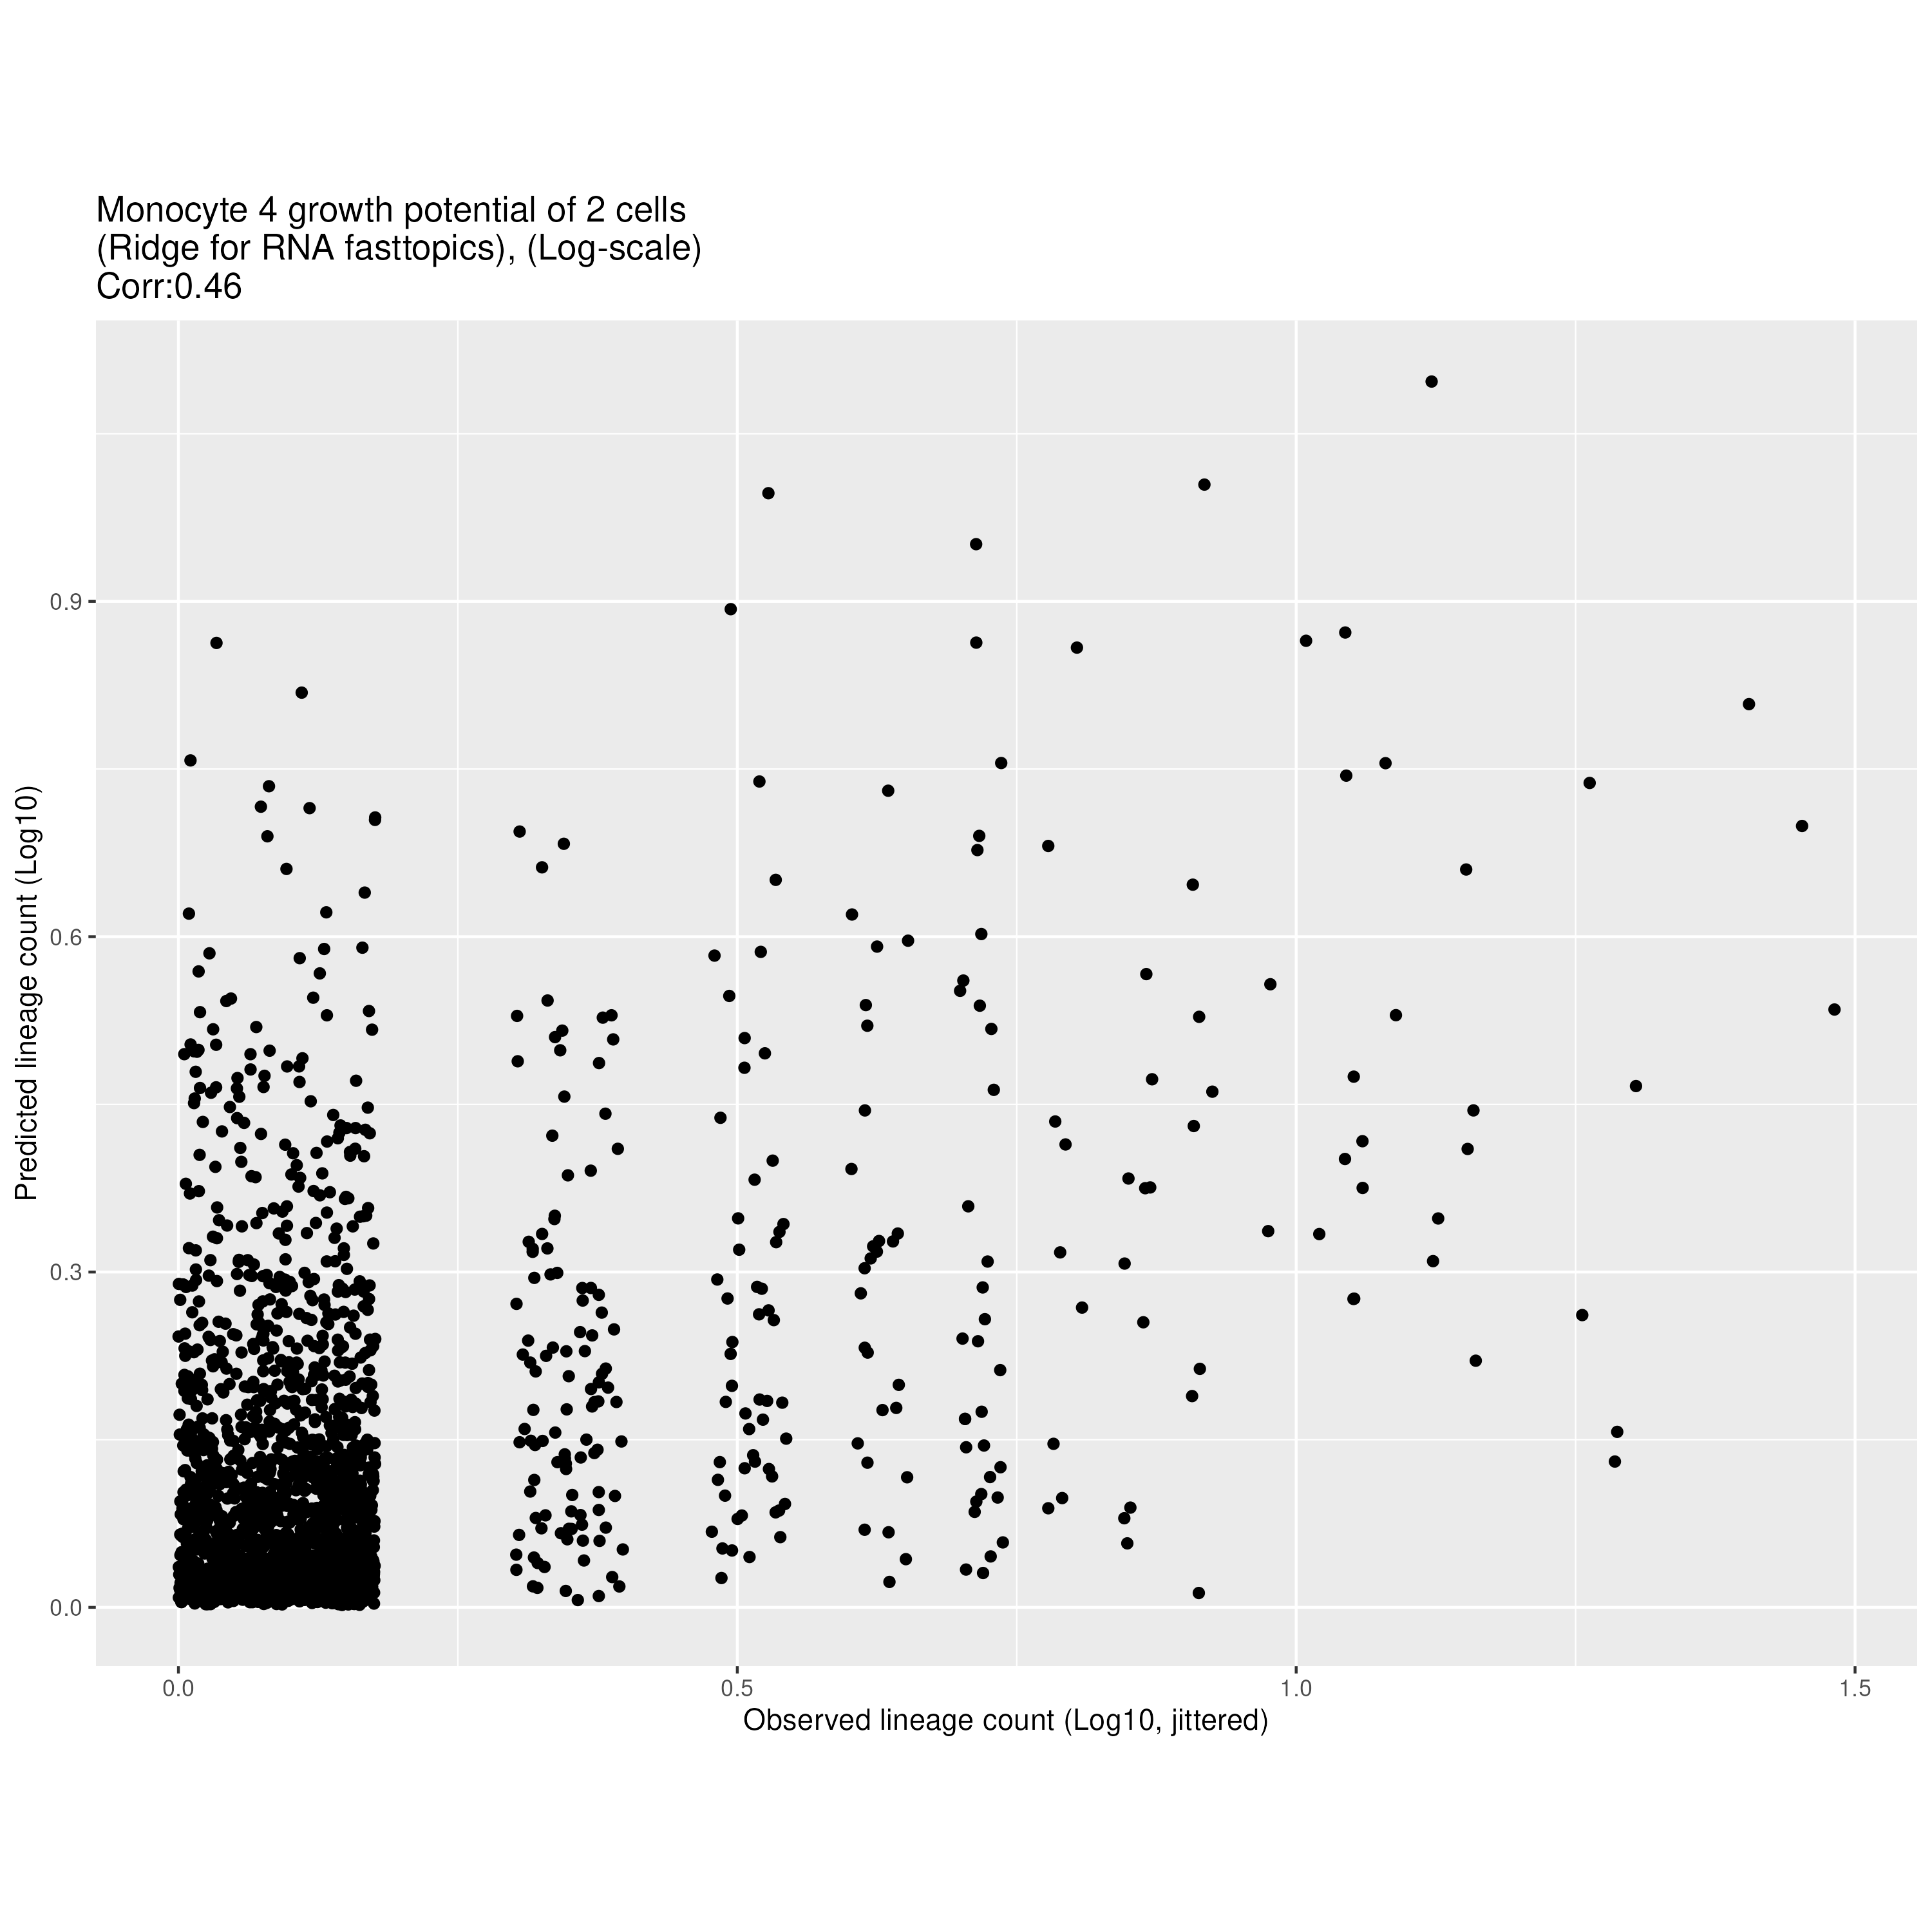 Monocyte 4 growth potential of 2 cells
(Ridge for RNA fasttopics), (Log-scale)
Corr:0.46
Predicted lineage count (Log10)
0.9
0.6
0.3
0.0
0.0
0.5
1.0
1.5
Observed lineage count (Log10, jittered)